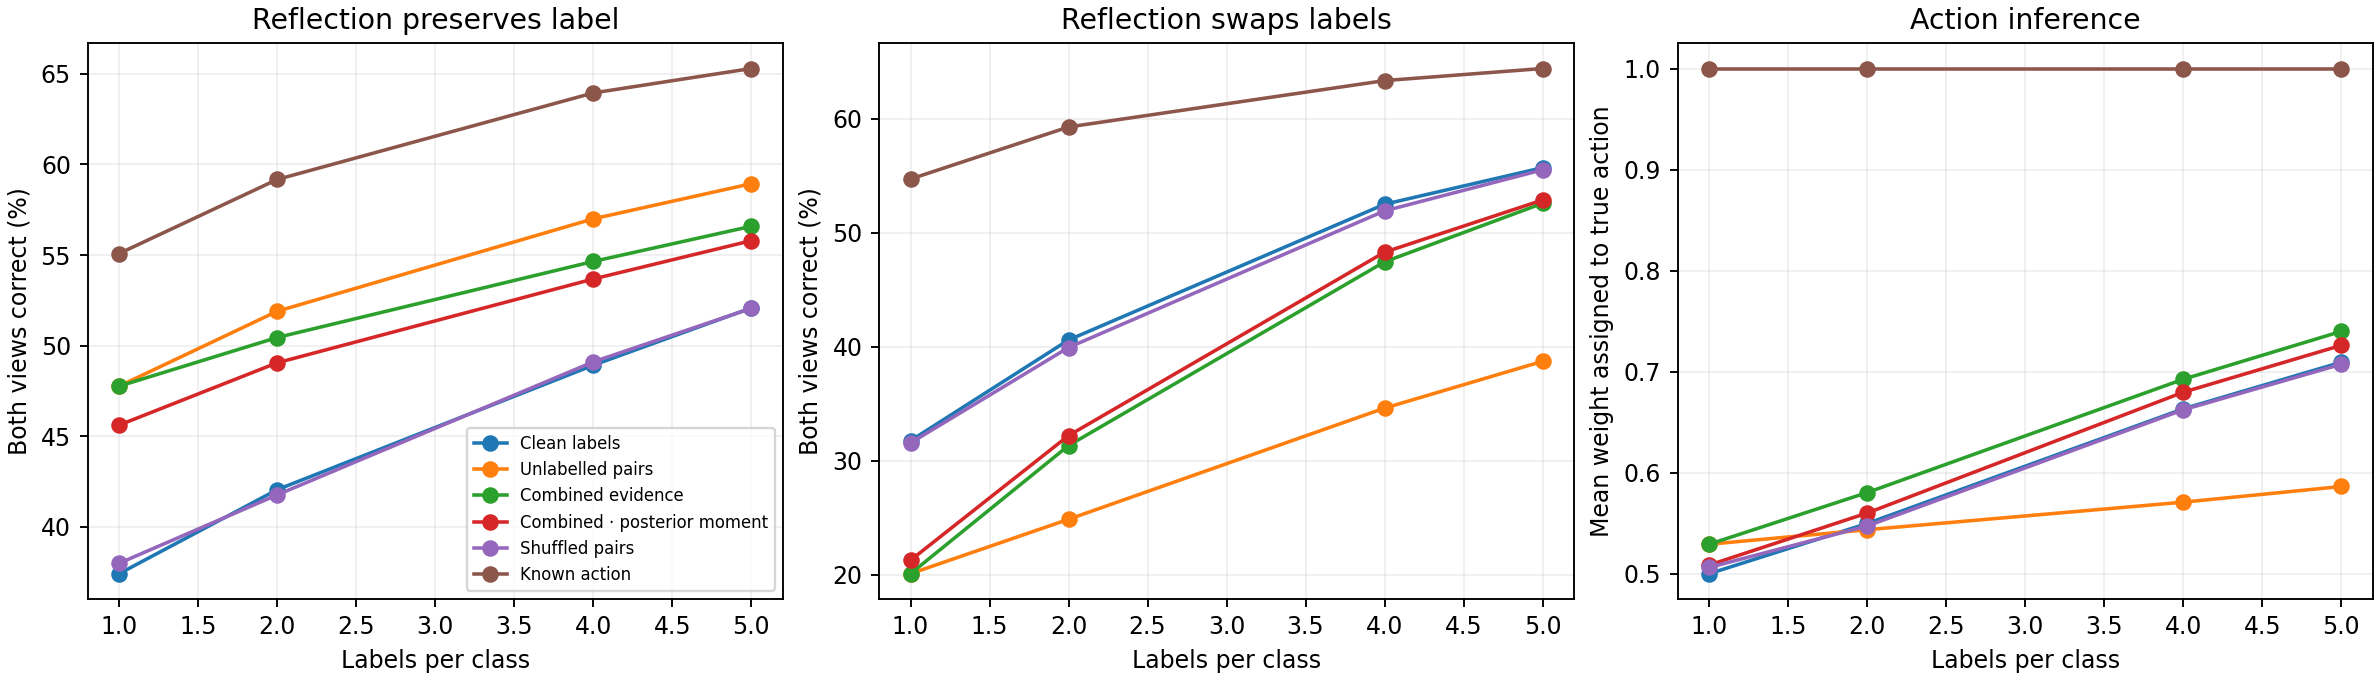 Reflection preserves label
Both views correct (%)
65
60
55
50
45
40
Clean labels
Unlabelled pairs
Combined evidence
Combined · posterior moment
Shuffled pairs
Known action
1.0 1.5 2.0 2.5 3.0 3.5 4.0 4.5 5.0
Labels per class
Reflection swaps labels
Both views correct (%)
60
50
40
30
20
1.0 1.5 2.0 2.5 3.0 3.5 4.0 4.5 5.0
Labels per class
Action inference
Mean weight assigned to true action
1.0
0.9
0.8
0.7
0.6
0.5
1.0 1.5 2.0 2.5 3.0 3.5 4.0 4.5 5.0
Labels per class